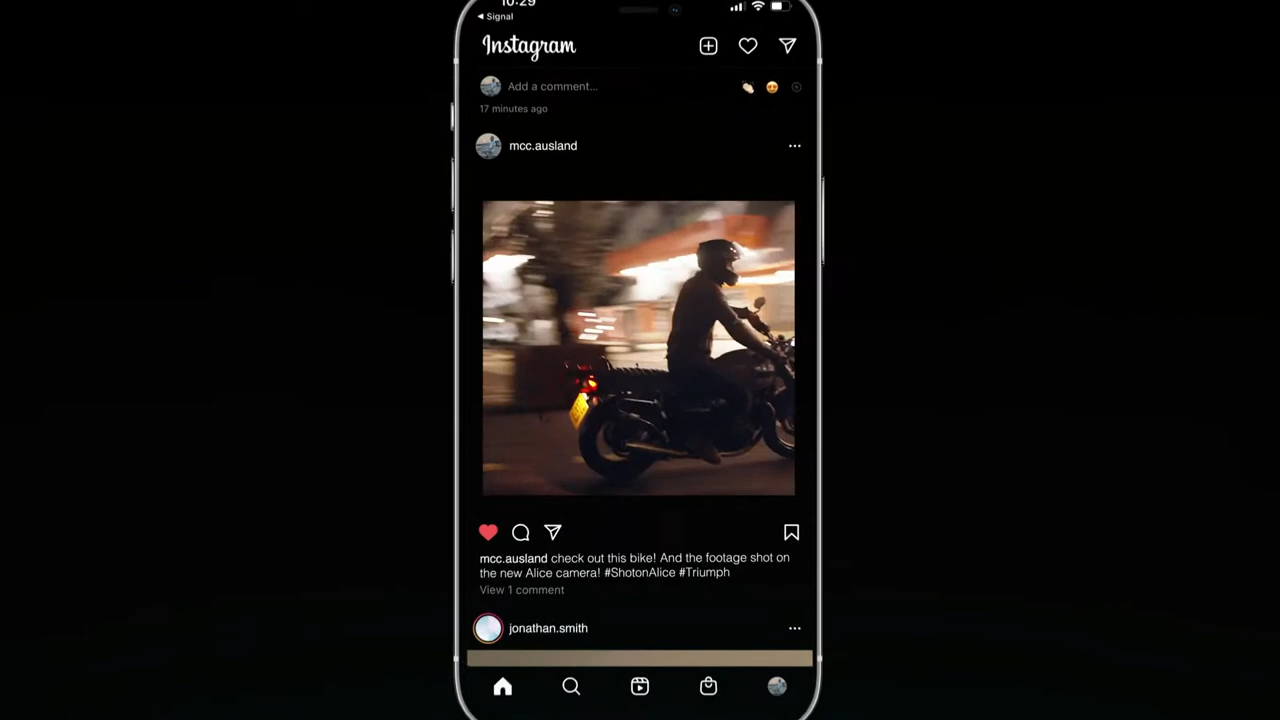 10:29
Signal
Instagram
Add a comment...
17 minutes ago
mcc.ausland
mcc.ausland check out this bike! And the footage shot on
the new Alice camera! #ShotonAlice #Triumph
View 1 comment
jonathan.smith